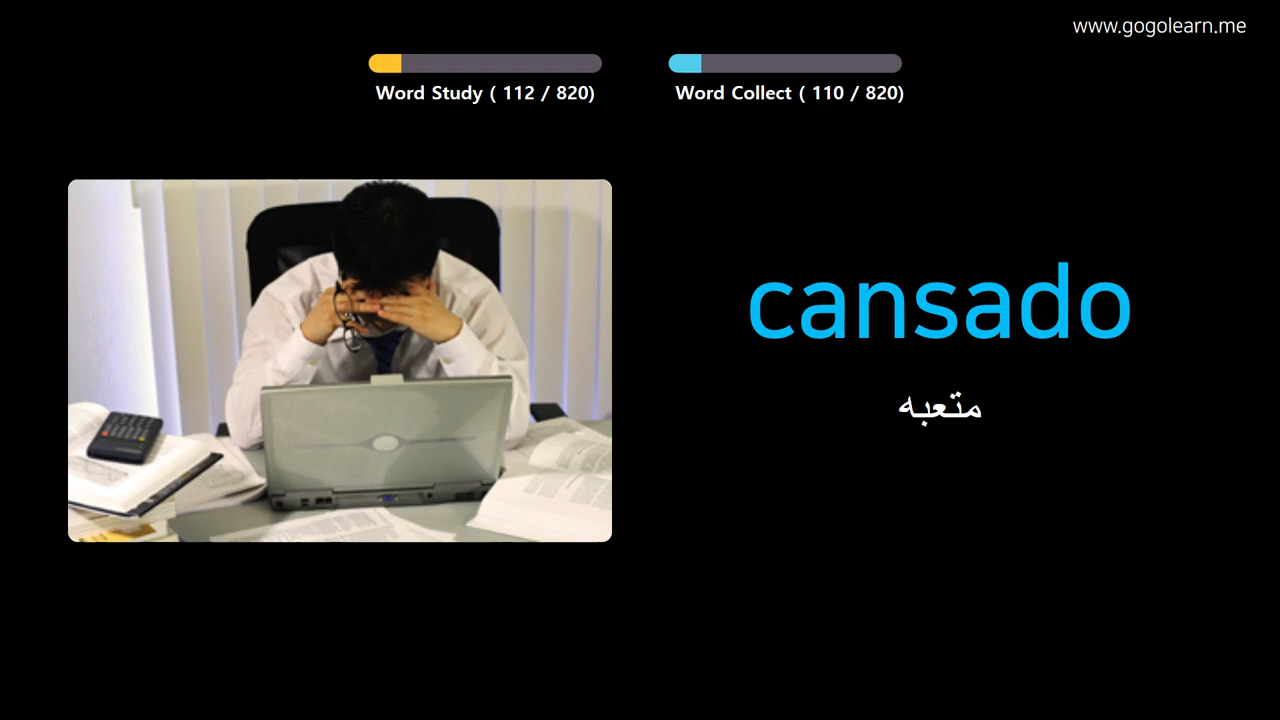 www.gogolearn.me
Word Study ( 112 / 820)
Word Collect ( 110 / 820)
cansado
متعبه